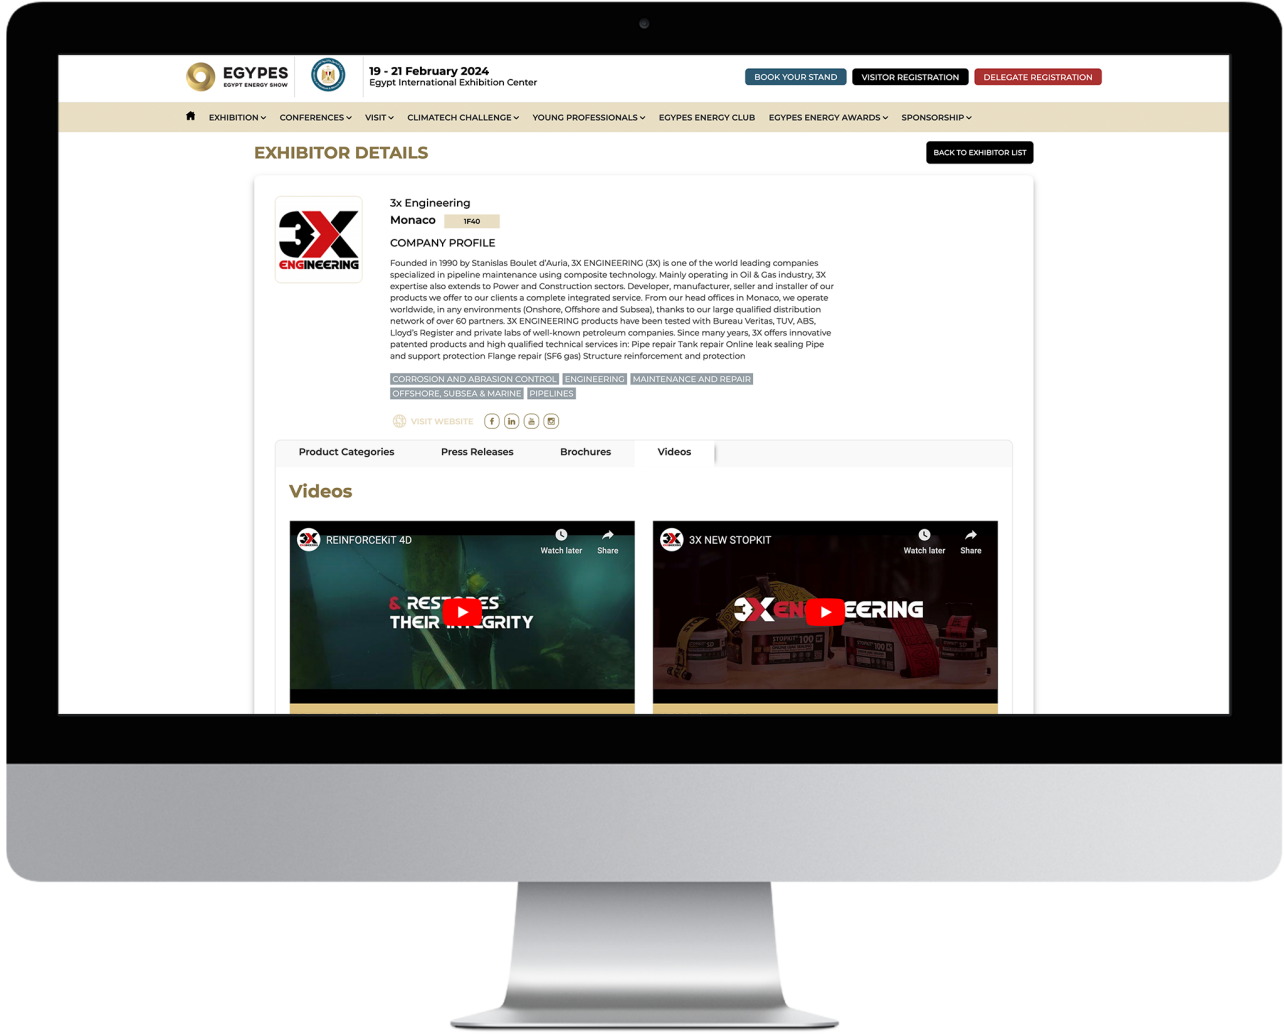 EGYPES
EGYPT ENERGY SHOW
19 - 21 February 2024
Egypt International Exhibition Center
BOOK YOUR STAND
VISITOR REGISTRATION
DELEGATE REGISTRATION
EXHIBITION CONFERENCES VISIT CLIMATECH CHALLENGE YOUNG PROFESSIONALS EGYPES ENERGY CLUB EGYPES ENERGY AWARDS SPONSORSHIP
EXHIBITOR DETAILS
BACK TO EXHIBITOR LIST
3X
ENGINEERING
3x Engineering
Monaco 1F40
COMPANY PROFILE
Founded in 1990 by Stanislas Boulet d'Auria, 3X ENGINEERING (3X) is one of the world leading companies
specialized in pipeline maintenance using composite technology. Mainly operating in Oil & Gas industry, 3X
expertise also extends to Power and Construction sectors. Developer, manufacturer, seller and installer of our
products we offer to our clients a complete integrated service. From our head offices in Monaco, we operate
worldwide, in any environments (Onshore, Offshore and Subsea), thanks to our large qualified distribution
network of over 60 partners. 3X ENGINEERING products have been tested with Bureau Veritas, TUV, ABS,
Lloyd's Register and private labs of well-known petroleum companies. Since many years, 3X offers innovative
patented products and high qualified technical services in: Pipe repair Tank repair Online leak sealing Pipe
and support protection Flange repair (SF6 gas) Structure reinforcement and protection
CORROSION AND ABRASION CONTROL ENGINEERING MAINTENANCE AND REPAIR
OFFSHORE, SUBSEA & MARINE PIPELINES
VISIT WEBSITE
Product Categories Press Releases Brochures Videos
Videos
3X REINFORCEKiT 4D
Watch later Share
& RESTORES
THEIR INTEGRITY
3X 3X NEW STOPKIT
Watch later Share
3X ENGINEERING
STOPKIT 100
STOPKIT 100